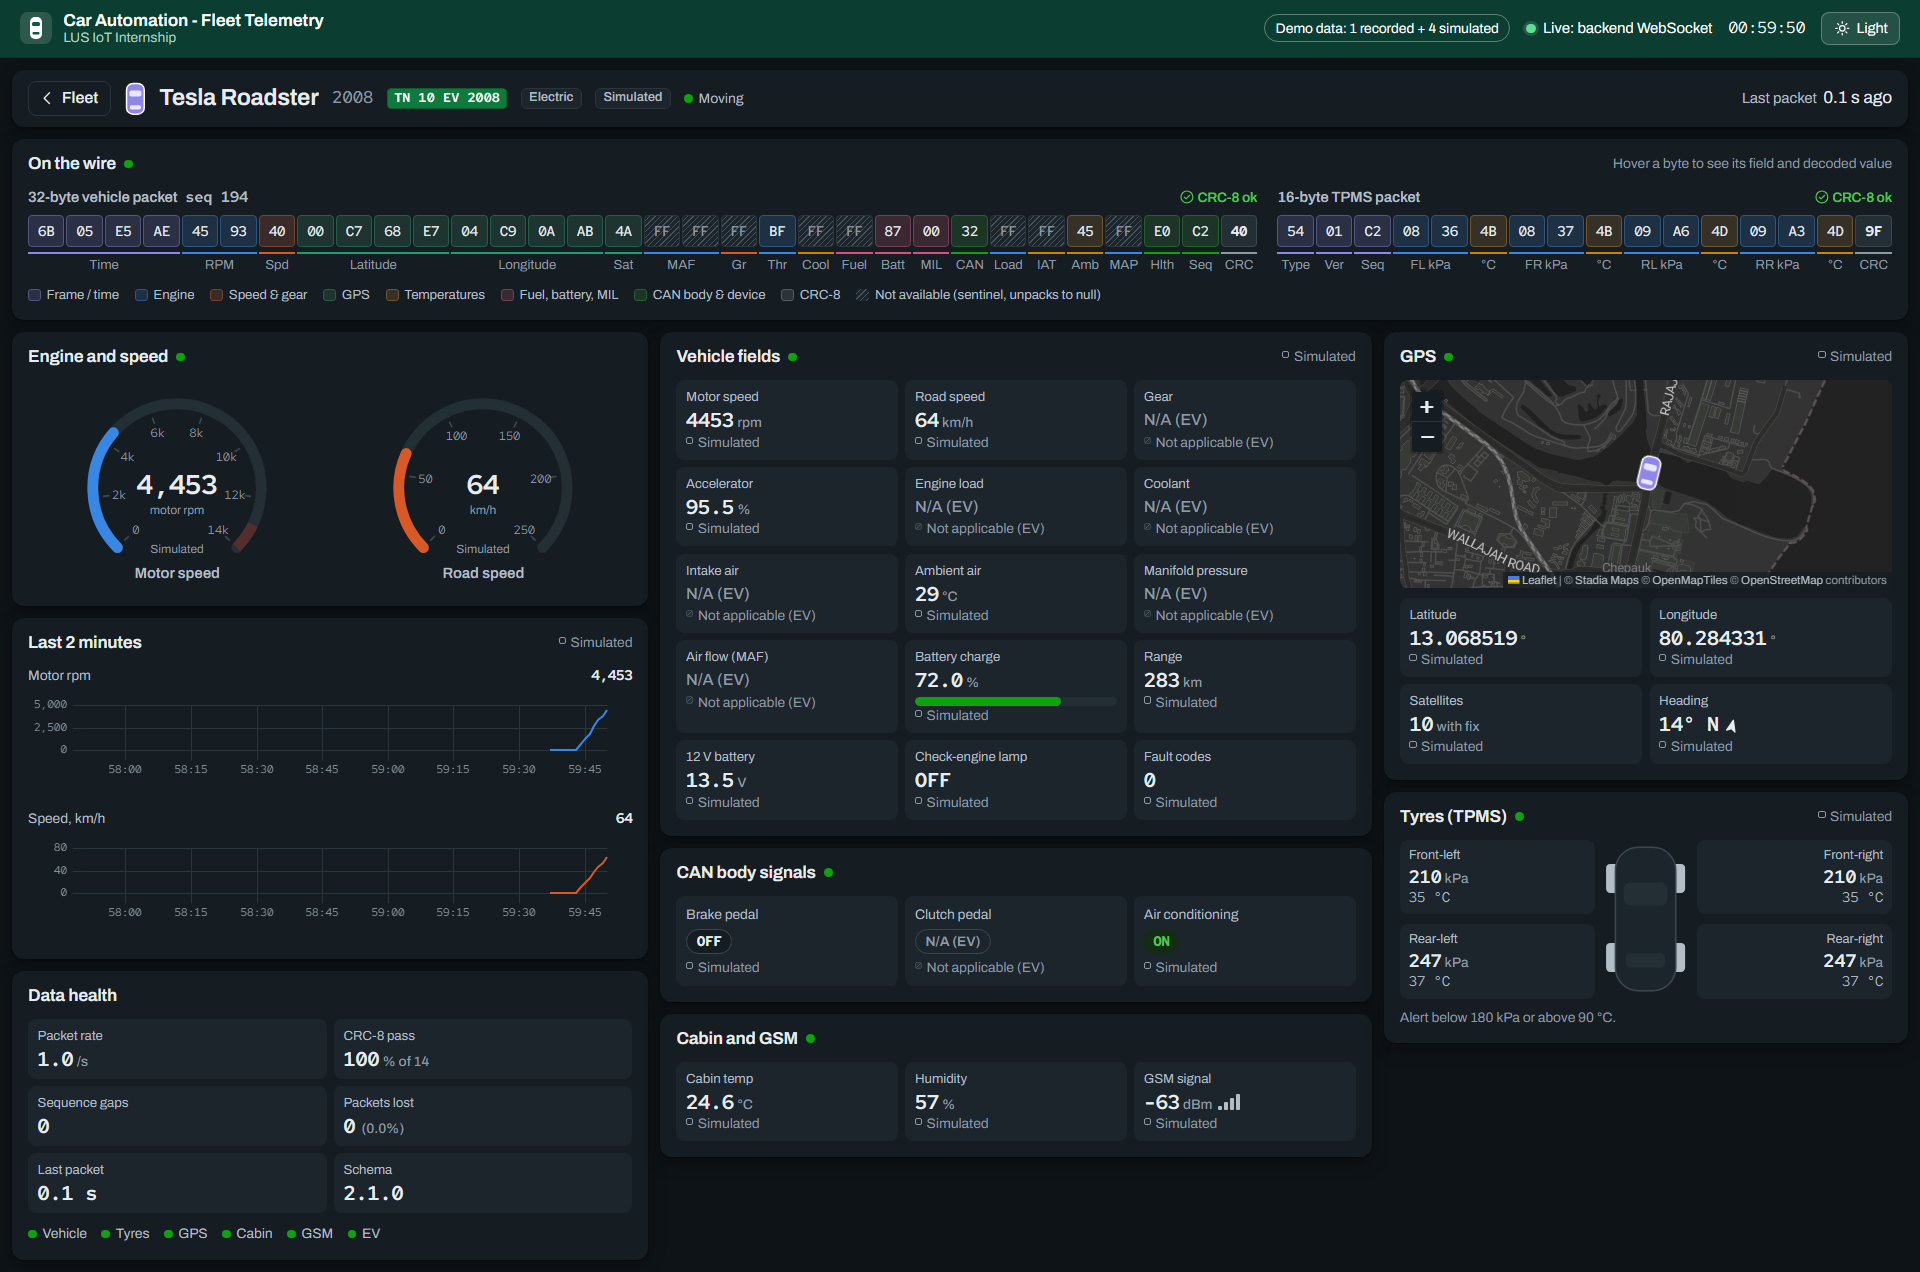 Car Automation - Fleet Telemetry
LUS IoT Internship
Demo data: 1 recorded + 4 simulated
Live: backend WebSocket
00:59:50
Light
Fleet
Tesla Roadster 2008
TN 10 EV 2008
Electric
Simulated
Moving
Last packet 0.1 s ago
On the wire
Hover a byte to see its field and decoded value
32-byte vehicle packet seq 194
CRC-8 ok
6B 05 E5 AE 45 93 40 00 C7 68 E7 04 C9 0A AB 4A FF FF FF BF FF FF 87 00 32 FF FF 45 FF E0 C2 40
Time RPM Spd Latitude Longitude Sat MAF Gr Thr Cool Fuel Batt MIL CAN Load IAT Amb MAP Hlth Seq CRC
16-byte TPMS packet
CRC-8 ok
54 01 C2 08 36 4B 08 37 4B 09 A6 4D 09 A3 4D 9F
Type Ver Seq FL kPa °C FR kPa °C RL kPa °C RR kPa °C CRC
Frame / time Engine Speed & gear GPS Temperatures Fuel, battery, MIL CAN body & device CRC-8 Not available (sentinel, unpacks to null)
Engine and speed
0 2k 4k 6k 8k 10k 12k 14k
4,453
motor rpm
Simulated
Motor speed
0 50 100 150 200 250
64
km/h
Simulated
Road speed
Last 2 minutes
Simulated
Motor rpm
4,453
5,000
2,500
0
58:00 58:15 58:30 58:45 59:00 59:15 59:30 59:45
Speed, km/h
64
80
40
0
58:00 58:15 58:30 58:45 59:00 59:15 59:30 59:45
Data health
Packet rate
1.0 /s
CRC-8 pass
100 % of 14
Sequence gaps
0
Packets lost
0 (0.0%)
Last packet
0.1 s
Schema
2.1.0
Vehicle Tyres GPS Cabin GSM EV
Vehicle fields
Simulated
Motor speed
4453 rpm
Simulated
Road speed
64 km/h
Simulated
Gear
N/A (EV)
Not applicable (EV)
Accelerator
95.5 %
Simulated
Engine load
N/A (EV)
Not applicable (EV)
Coolant
N/A (EV)
Not applicable (EV)
Intake air
N/A (EV)
Not applicable (EV)
Ambient air
29 °C
Simulated
Manifold pressure
N/A (EV)
Not applicable (EV)
Air flow (MAF)
N/A (EV)
Not applicable (EV)
Battery charge
72.0 %
Simulated
Range
283 km
Simulated
12 V battery
13.5 V
Simulated
Check-engine lamp
OFF
Simulated
Fault codes
0
Simulated
CAN body signals
Brake pedal
OFF
Simulated
Clutch pedal
N/A (EV)
Not applicable (EV)
Air conditioning
ON
Simulated
Cabin and GSM
Cabin temp
24.6 °C
Simulated
Humidity
57 %
Simulated
GSM signal
-63 dBm
Simulated
GPS
Simulated
+
−
RAJAJ
WALLAJAH ROAD
Chepauk
Leaflet | © Stadia Maps © OpenMapTiles © OpenStreetMap contributors
Latitude
13.068519 °
Simulated
Longitude
80.284331 °
Simulated
Satellites
10 with fix
Simulated
Heading
14° N
Simulated
Tyres (TPMS)
Simulated
Front-left
210 kPa
35 °C
Front-right
210 kPa
35 °C
Rear-left
247 kPa
37 °C
Rear-right
247 kPa
37 °C
Alert below 180 kPa or above 90 °C.